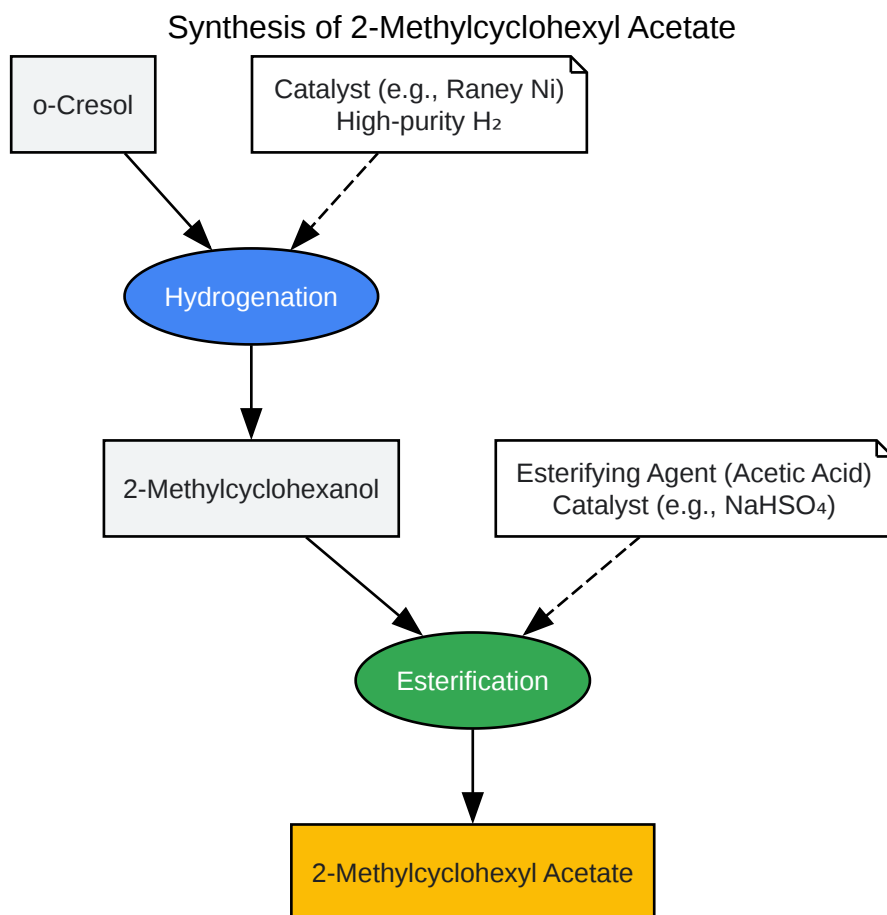 Synthesis of 2-Methylcyclohexyl Acetate
o-Cresol
Catalyst (e.g., Raney Ni)
High-purity H₂
Hydrogenation
2-Methylcyclohexanol
Esterifying Agent (Acetic Acid)
Catalyst (e.g., NaHSO₄)
Esterification
2-Methylcyclohexyl Acetate